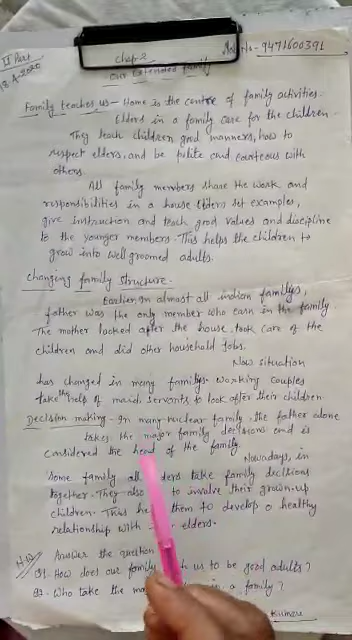 II Part
18-4-2020
Mo. No- 9471600391
Chap-2
Our Extended family
Family teaches us - Home is the centre of family activities.
Elders in a family care for the children.
They teach children good manners, how to
respect elders, and be polite and courteous with
others.
All family members share the work and
responsibilities in a house. Elders set examples,
give instruction and teach good values and discipline
to the younger members. This helps the children to
grow into well groomed adults.
Changing family structure -
Earlier, in almost all indian familys,
father was the only member who earn in the family
The mother looked after the house. took care of the
children and did other household jobs.
Now situation
has changed in many familys. Working couples
take the help of maid servants to look after their children
Decision making - In many nuclear family. the father alone
takes the major family decisions and is
considered the head of the family.
Nowadays, in
some family all elders take family decisions
together. They also to involve their grown-up
children. This them to develop a healthy
relationship with elders.
H.W
Answer the question
Q1. How does our family us to be good adults?
Q2. Who take the in a family?
Kumar